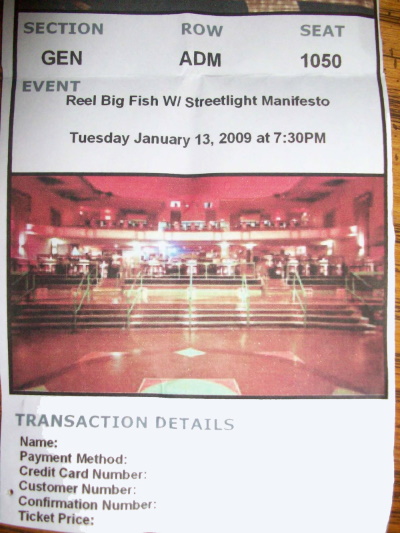 SECTION ROW SEAT
GEN ADM 1050
EVENT
Reel Big Fish W/ Streetlight Manifesto
Tuesday January 13, 2009 at 7:30PM
TRANSACTION DETAILS
Name:
Payment Method:
Credit Card Number:
Customer Number:
Confirmation Number:
Ticket Price: